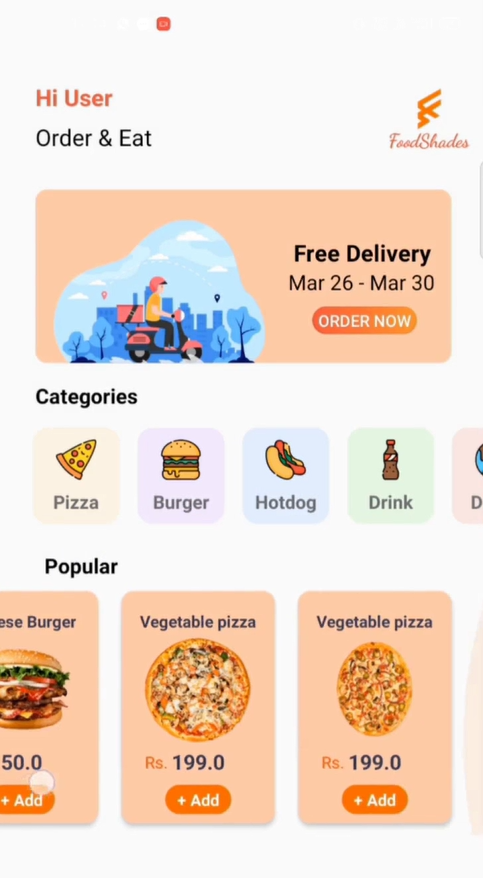 Hi User
Order & Eat
FoodShades
Free Delivery
Mar 26 - Mar 30
ORDER NOW
Categories
Pizza
Burger
Hotdog
Drink
D
Popular
ese Burger
Vegetable pizza
Vegetable pizza
50.0
Rs. 199.0
Rs. 199.0
+ Add
+ Add
+ Add